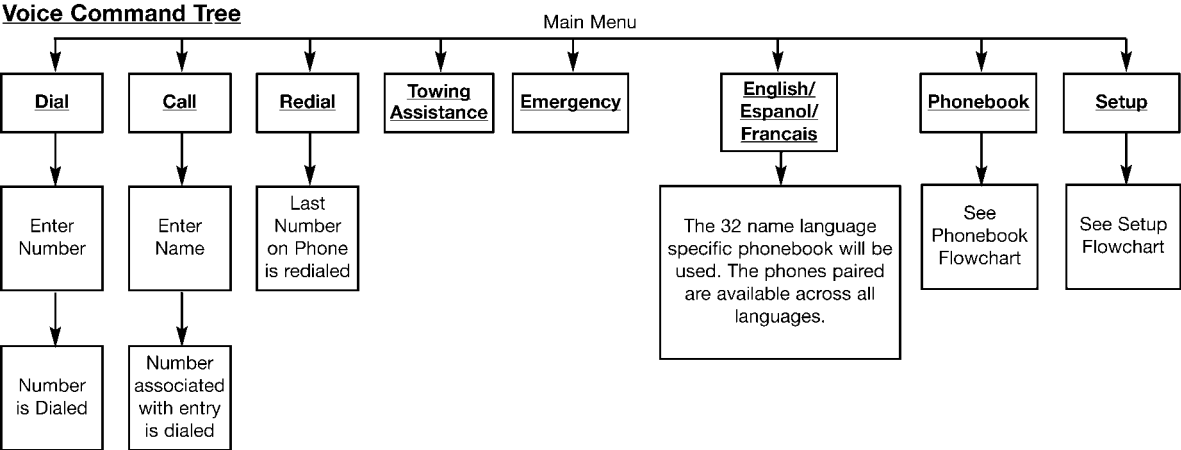 Voice Command Tree
Main Menu
Dial
Call
Redial
Towing
Assistance
Emergency
English/
Espanol/
Francais
Phonebook
Setup
Enter
Number
Enter
Name
Last
Number
on Phone
is redialed
The 32 name language
specific phonebook will be
used. The phones paired
are available across all
languages.
See
Phonebook
Flowchart
See Setup
Flowchart
Number
is Dialed
Number
associated
with entry
is dialed